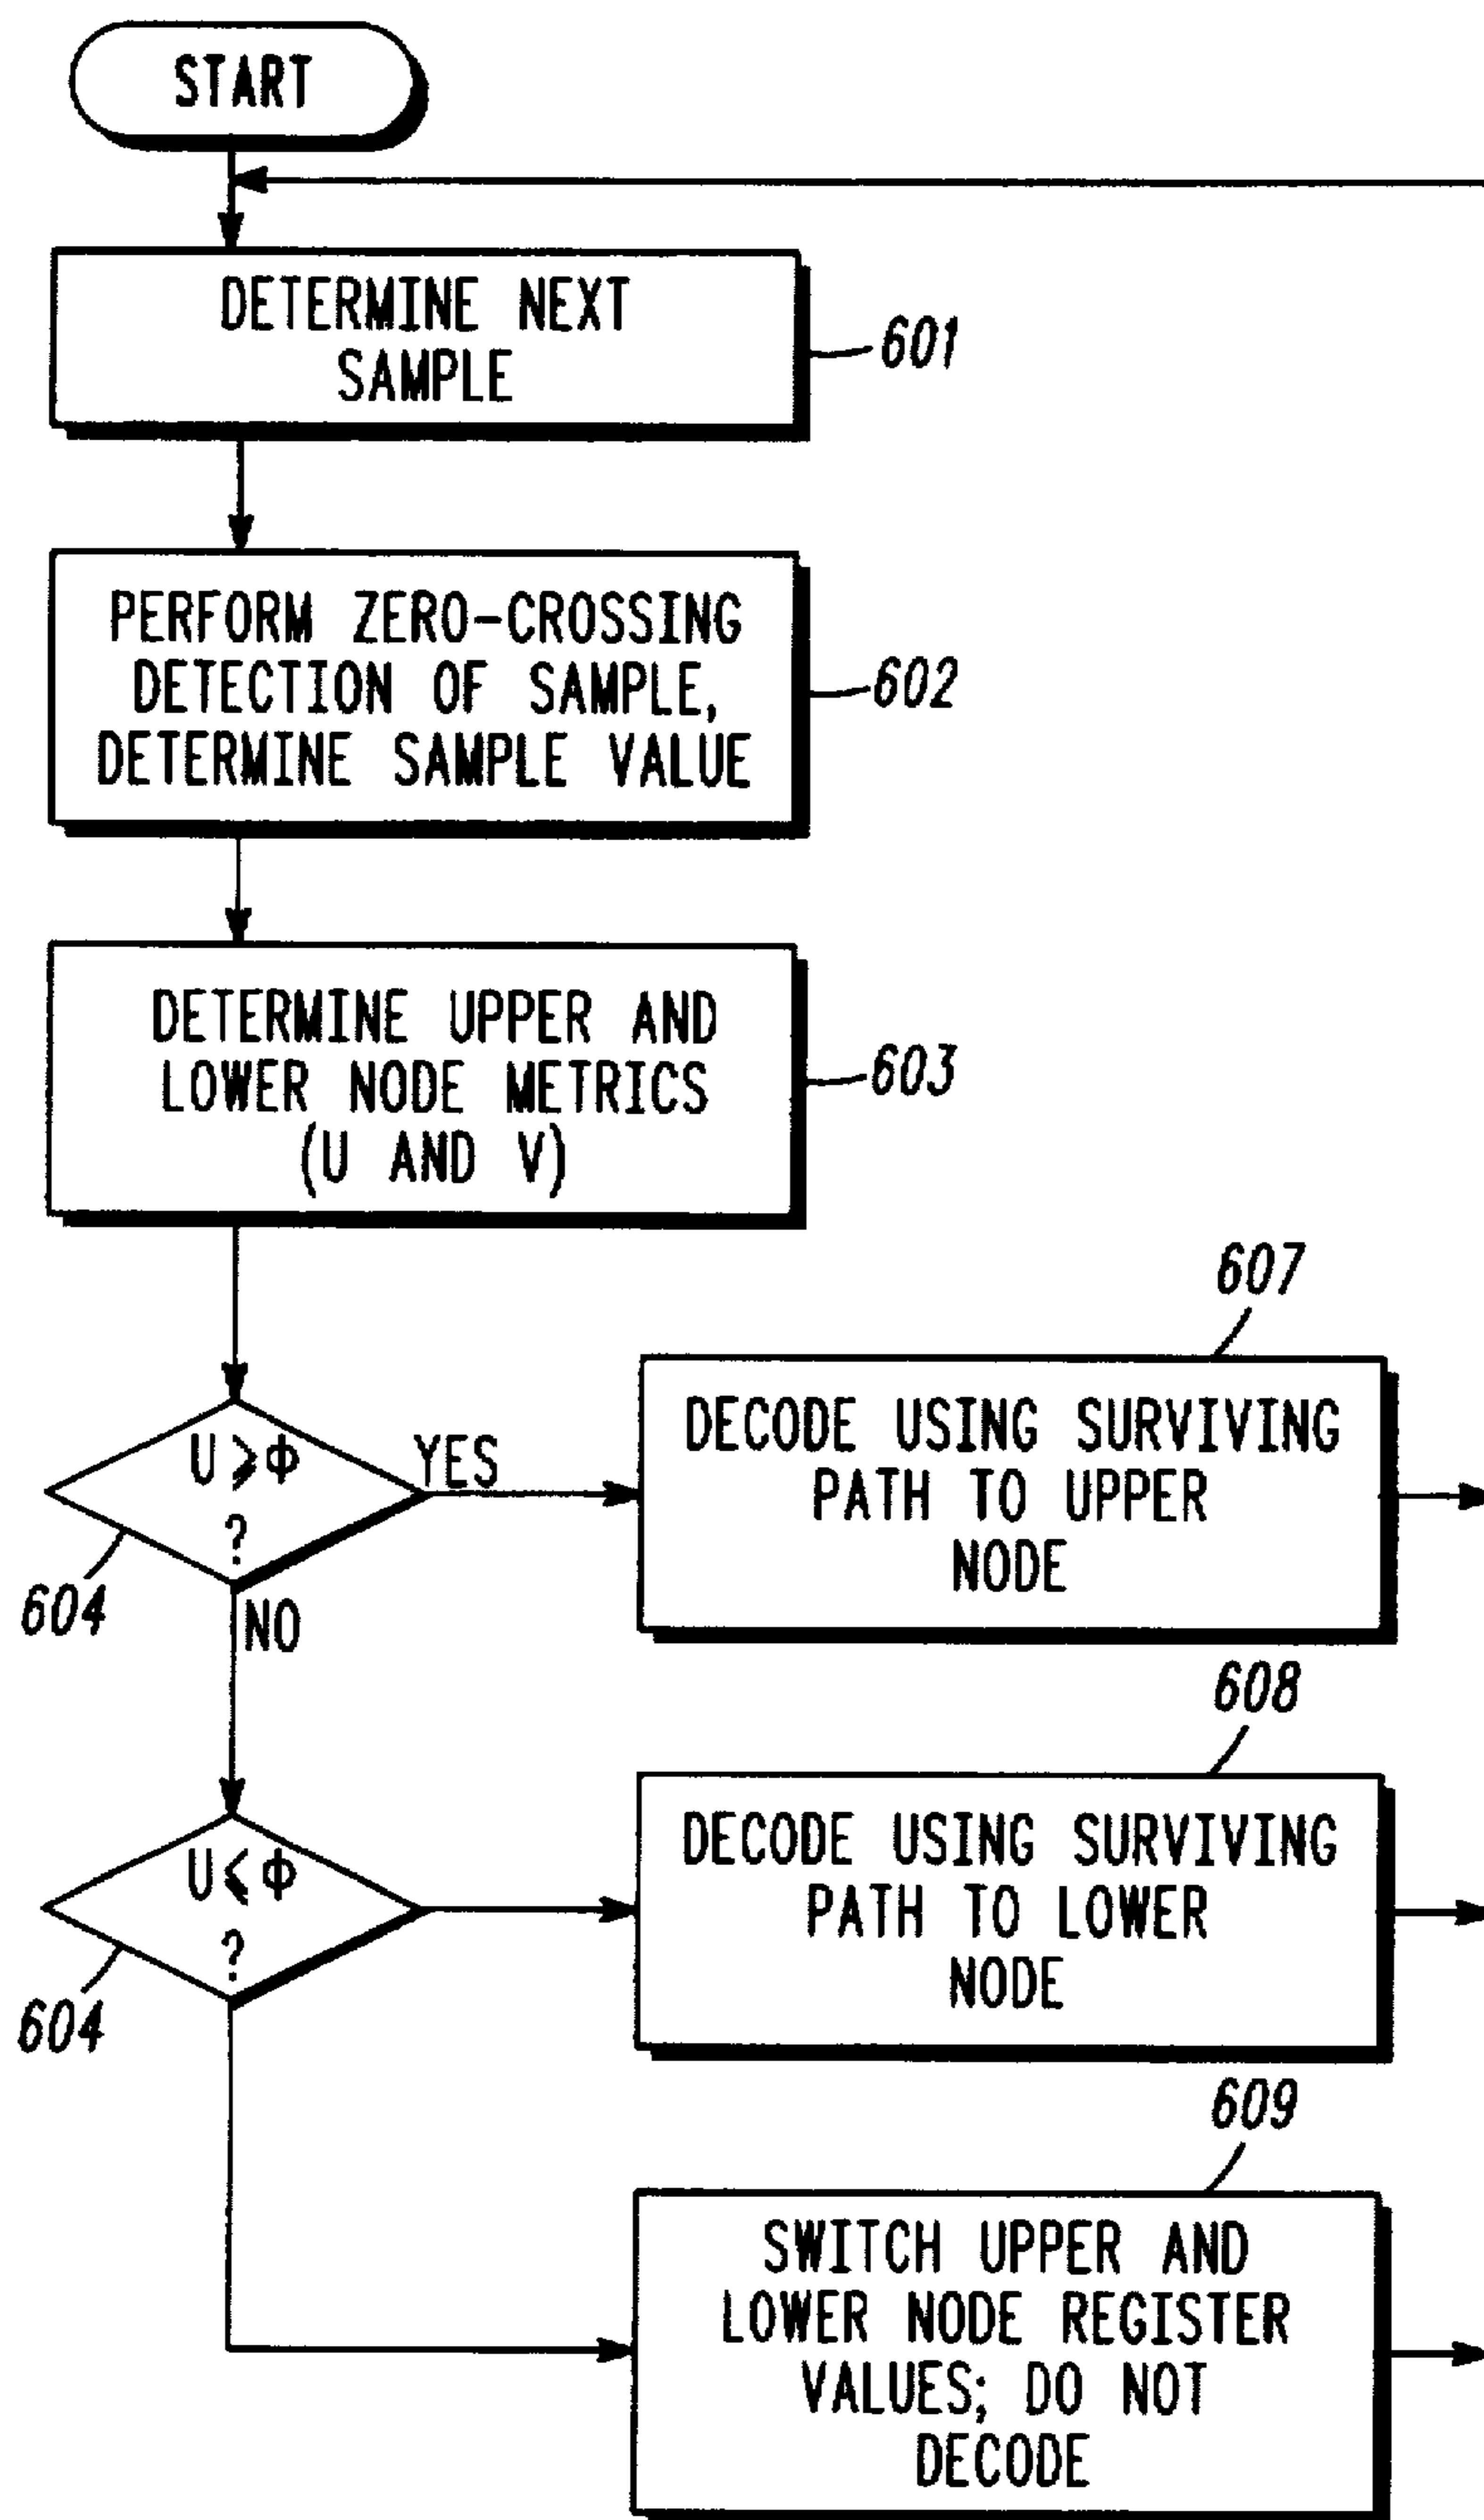 START
DETERMINE NEXT
SAMPLE
601
PERFORM ZERO-CROSSING
DETECTION OF SAMPLE,
DETERMINE SAMPLE VALUE
602
DETERMINE UPPER AND
LOWER NODE METRICS
(U AND V)
603
607
U⩾Φ
?
YES
604
NO
DECODE USING SURVIVING
PATH TO UPPER
NODE
608
U⩽Φ
?
604
DECODE USING SURVIVING
PATH TO LOWER
NODE
609
SWITCH UPPER AND
LOWER NODE REGISTER
VALUES; DO NOT
DECODE